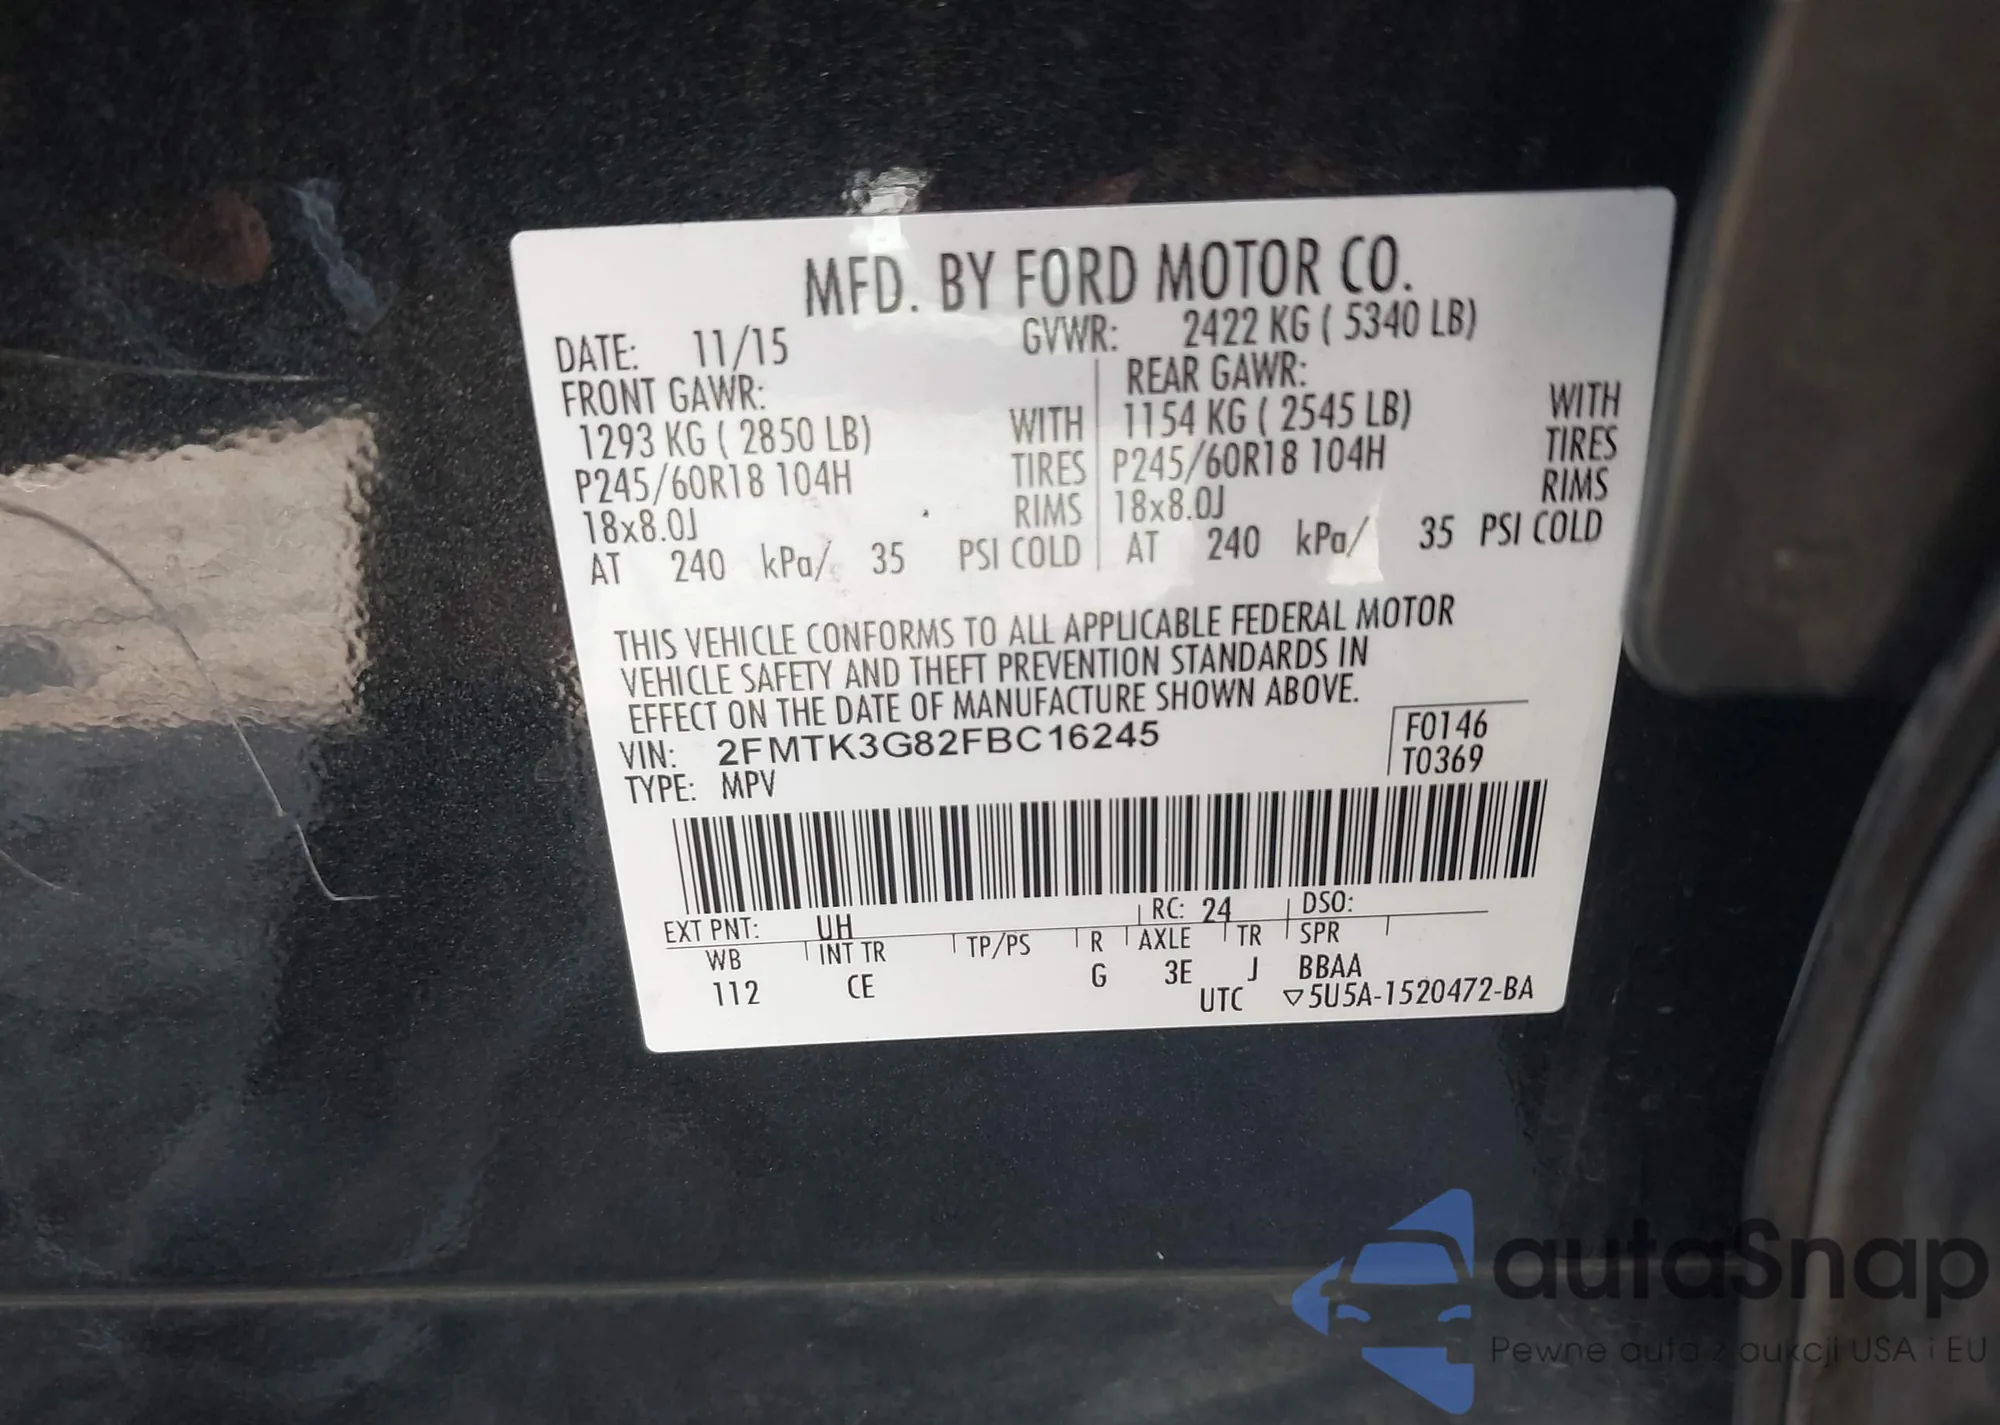 MFD. BY FORD MOTOR CO.
DATE: 11/15 GVWR: 2422 KG ( 5340 LB)
FRONT GAWR: REAR GAWR:
1293 KG ( 2850 LB) WITH 1154 KG ( 2545 LB) WITH
P245/60R18 104H TIRES P245/60R18 104H TIRES
18x8.0J RIMS 18x8.0J RIMS
AT 240 kPa/ 35 PSI COLD AT 240 kPa/ 35 PSI COLD
THIS VEHICLE CONFORMS TO ALL APPLICABLE FEDERAL MOTOR
VEHICLE SAFETY AND THEFT PREVENTION STANDARDS IN
EFFECT ON THE DATE OF MANUFACTURE SHOWN ABOVE.
VIN: 2FMTK3G82FBC16245 F0146
TYPE: MPV T0369
EXT PNT: UH RC: 24 DSO:
WB INT TR TP/PS R AXLE TR SPR
112 CE G 3E J BBAA
UTC ▽5U5A-1520472-BA
autaSnap
Pewne auta z aukcji USA i EU